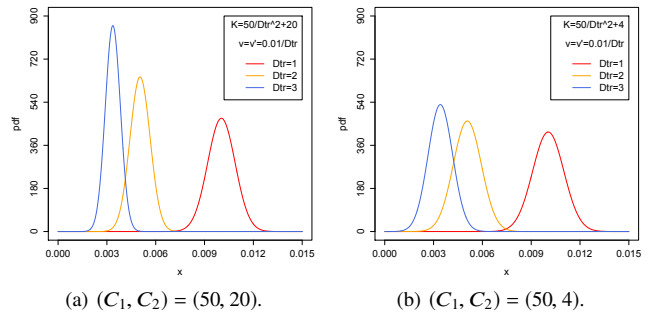 K=50/Dtr^2+20
v=v'=0.01/Dtr
Dtr=1
Dtr=2
Dtr=3
pdf
900
720
540
360
180
0
0.000
0.003
0.006
0.009
0.012
0.015
x
(a) (C₁, C₂) = (50, 20).
K=50/Dtr^2+4
v=v'=0.01/Dtr
Dtr=1
Dtr=2
Dtr=3
pdf
900
720
540
360
180
0
0.000
0.003
0.006
0.009
0.012
0.015
x
(b) (C₁, C₂) = (50, 4).